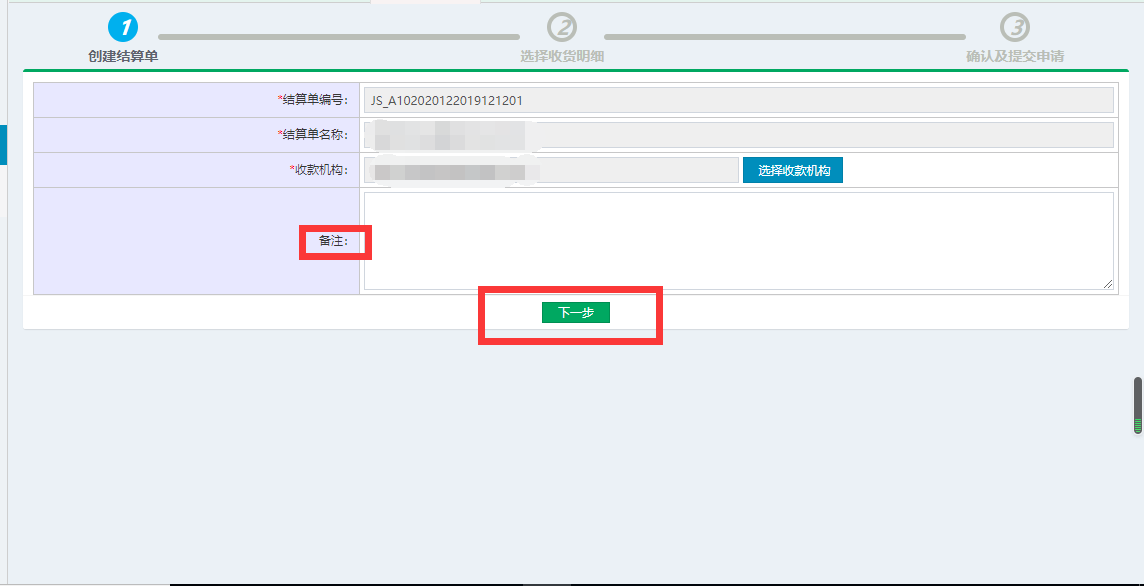 1
创建结算单
2
选择收货明细
3
确认及提交申请
*结算单编号： JS_A102020122019121201
*结算单名称：
*收款机构： 选择收款机构
备注：
下一步